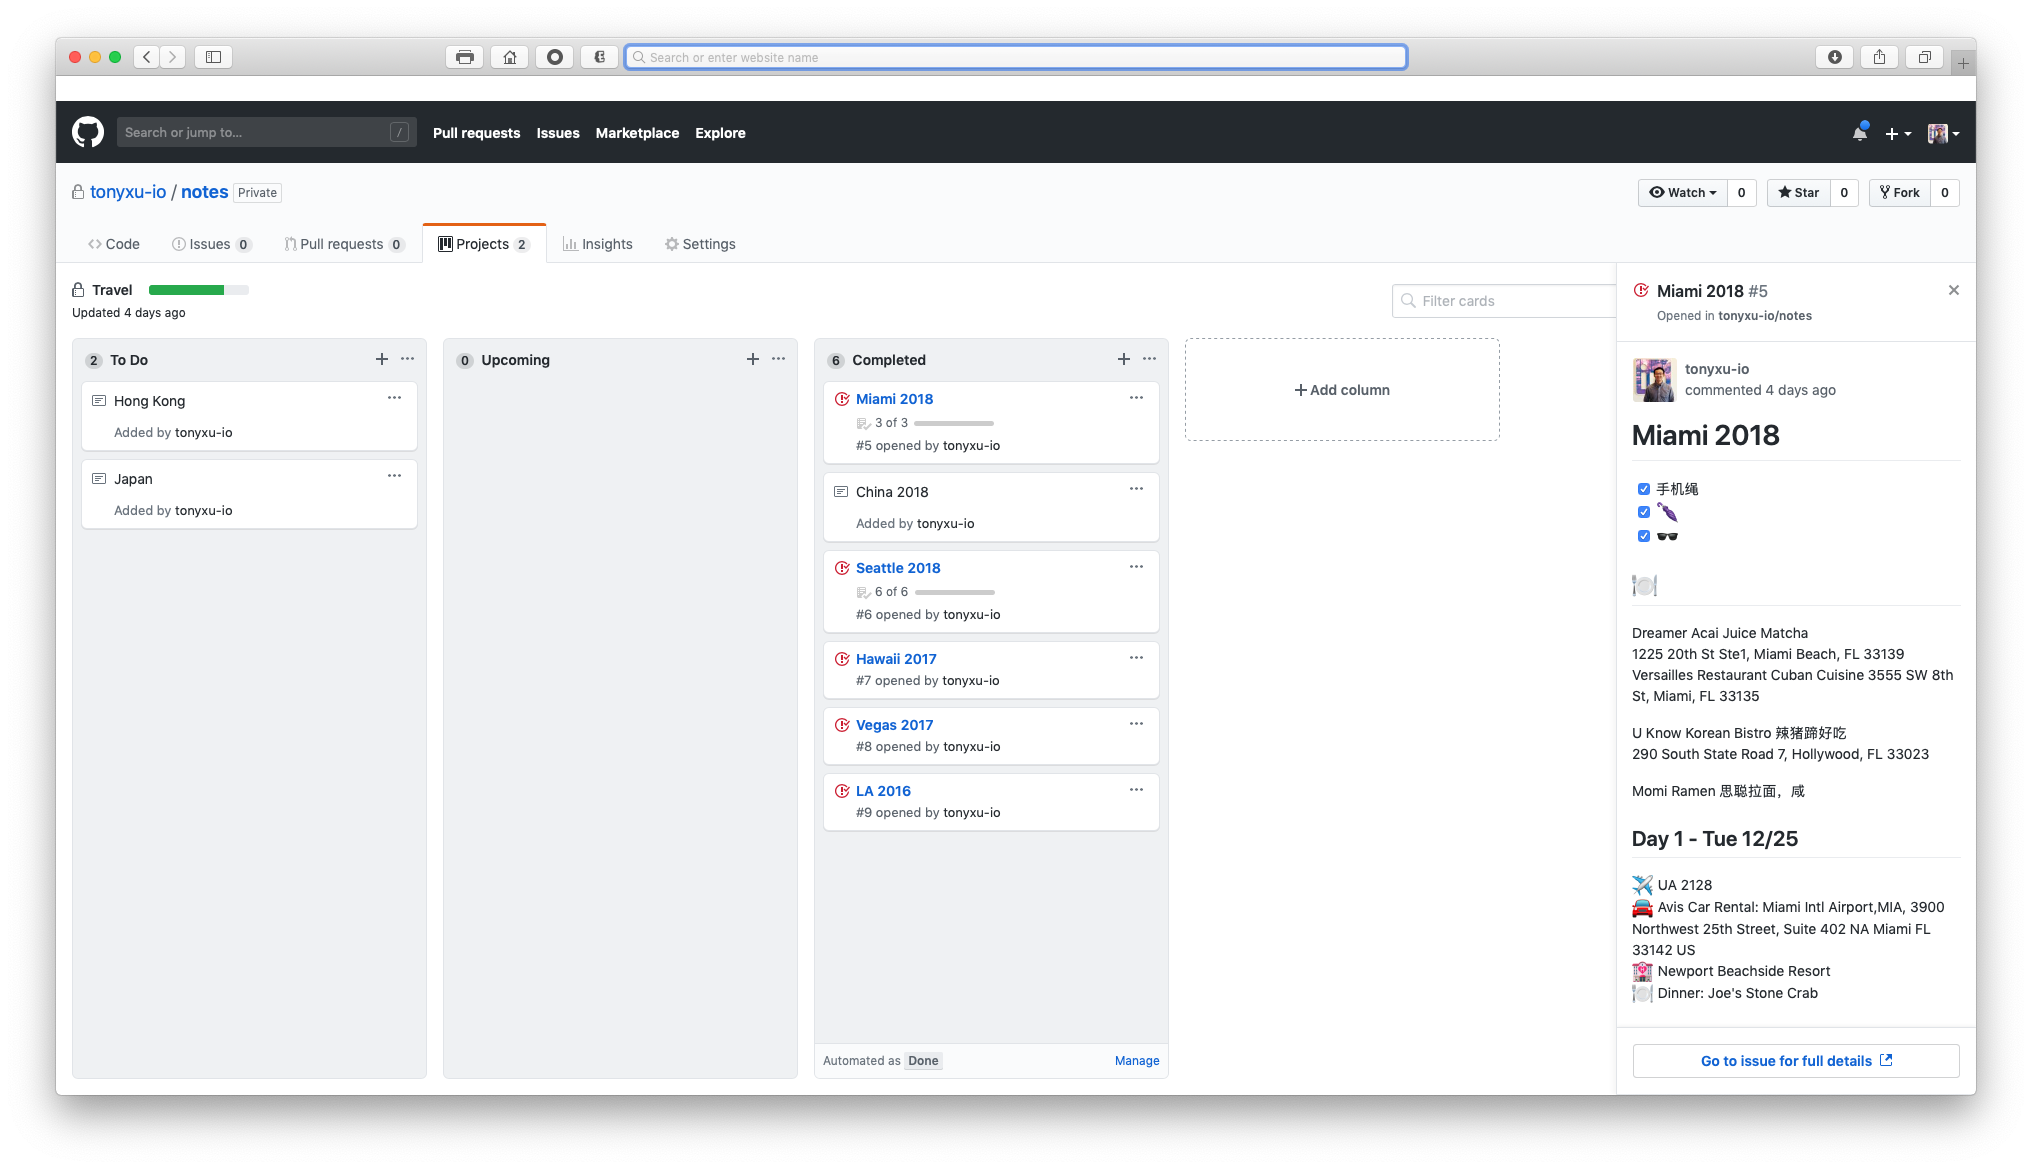 Search or enter website name
Search or jump to...
/
Pull requests
Issues
Marketplace
Explore
tonyxu-io / notes Private
Watch 0
Star 0
Fork 0
Code
Issues 0
Pull requests 0
Projects 2
Insights
Settings
Travel
Updated 4 days ago
Filter cards
2 To Do
Hong Kong
Added by tonyxu-io
Japan
Added by tonyxu-io
0 Upcoming
6 Completed
Miami 2018
3 of 3
#5 opened by tonyxu-io
China 2018
Added by tonyxu-io
Seattle 2018
6 of 6
#6 opened by tonyxu-io
Hawaii 2017
#7 opened by tonyxu-io
Vegas 2017
#8 opened by tonyxu-io
LA 2016
#9 opened by tonyxu-io
Automated as Done
Manage
Add column
Miami 2018 #5
Opened in tonyxu-io/notes
tonyxu-io
commented 4 days ago
Miami 2018
手机绳
Dreamer Acai Juice Matcha
1225 20th St Ste1, Miami Beach, FL 33139
Versailles Restaurant Cuban Cuisine 3555 SW 8th
St, Miami, FL 33135
U Know Korean Bistro 辣猪蹄好吃
290 South State Road 7, Hollywood, FL 33023
Momi Ramen 思聪拉面，咸
Day 1 - Tue 12/25
UA 2128
Avis Car Rental: Miami Intl Airport,MIA, 3900
Northwest 25th Street, Suite 402 NA Miami FL
33142 US
Newport Beachside Resort
Dinner: Joe's Stone Crab
Go to issue for full details